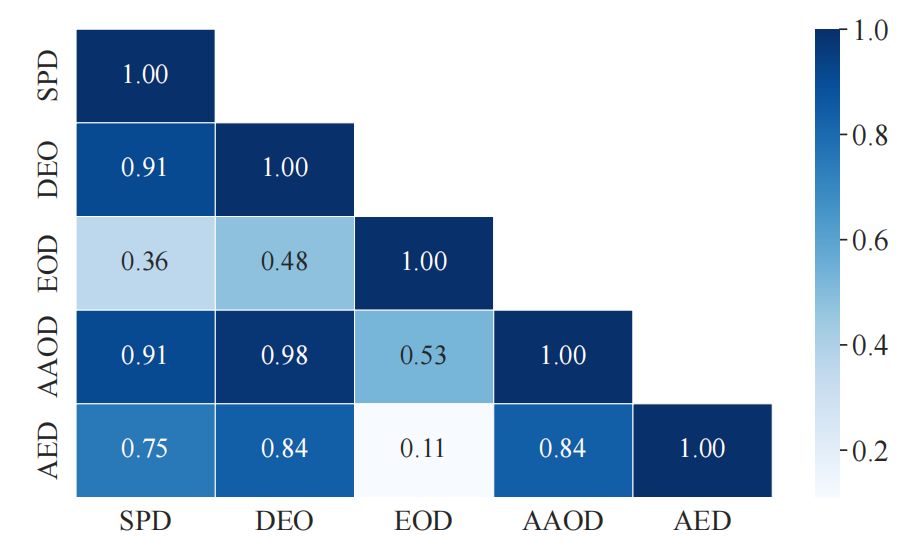 SPD 1.00
DEO 0.91 1.00
EOD 0.36 0.48 1.00
AAOD 0.91 0.98 0.53 1.00
AED 0.75 0.84 0.11 0.84 1.00
SPD DEO EOD AAOD AED
1.0
0.8
0.6
0.4
0.2